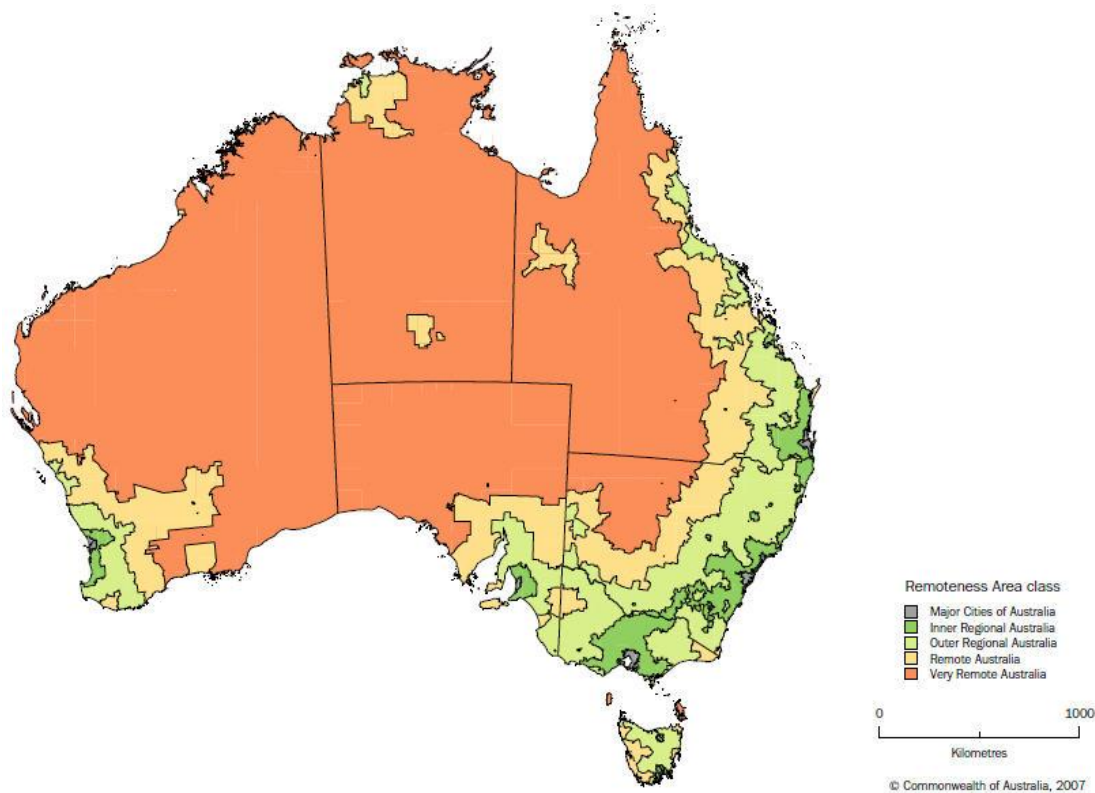 Remoteness Area class
Major Cities of Australia
Inner Regional Australia
Outer Regional Australia
Remote Australia
Very Remote Australia
0 1000
Kilometres
© Commonwealth of Australia, 2007